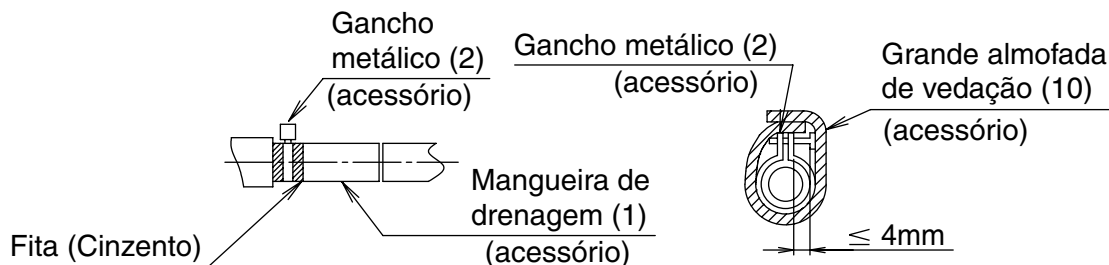 Gancho
metálico (2)
(acessório)
Gancho metálico (2)
(acessório)
Grande almofada
de vedação (10)
(acessório)
Mangueira de
drenagem (1)
(acessório)
Fita (Cinzento)
≤ 4mm